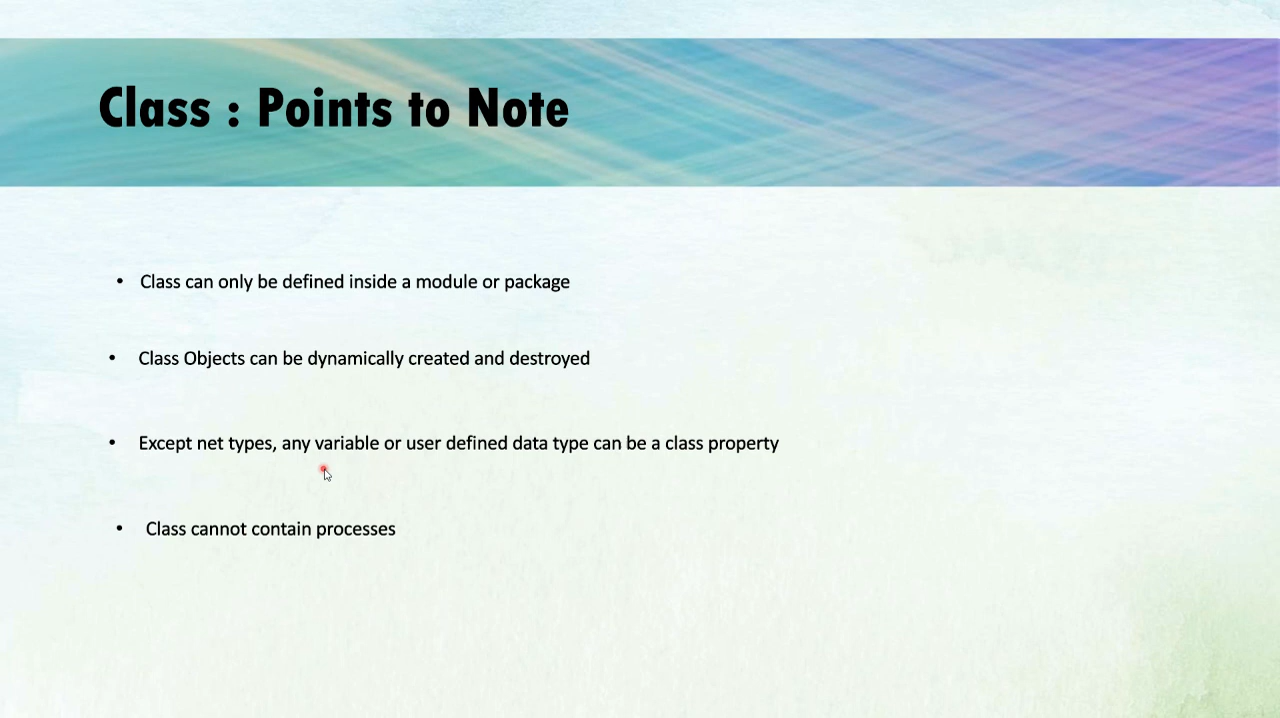 Class : Points to Note
• Class can only be defined inside a module or package
• Class Objects can be dynamically created and destroyed
• Except net types, any variable or user defined data type can be a class property
• Class cannot contain processes